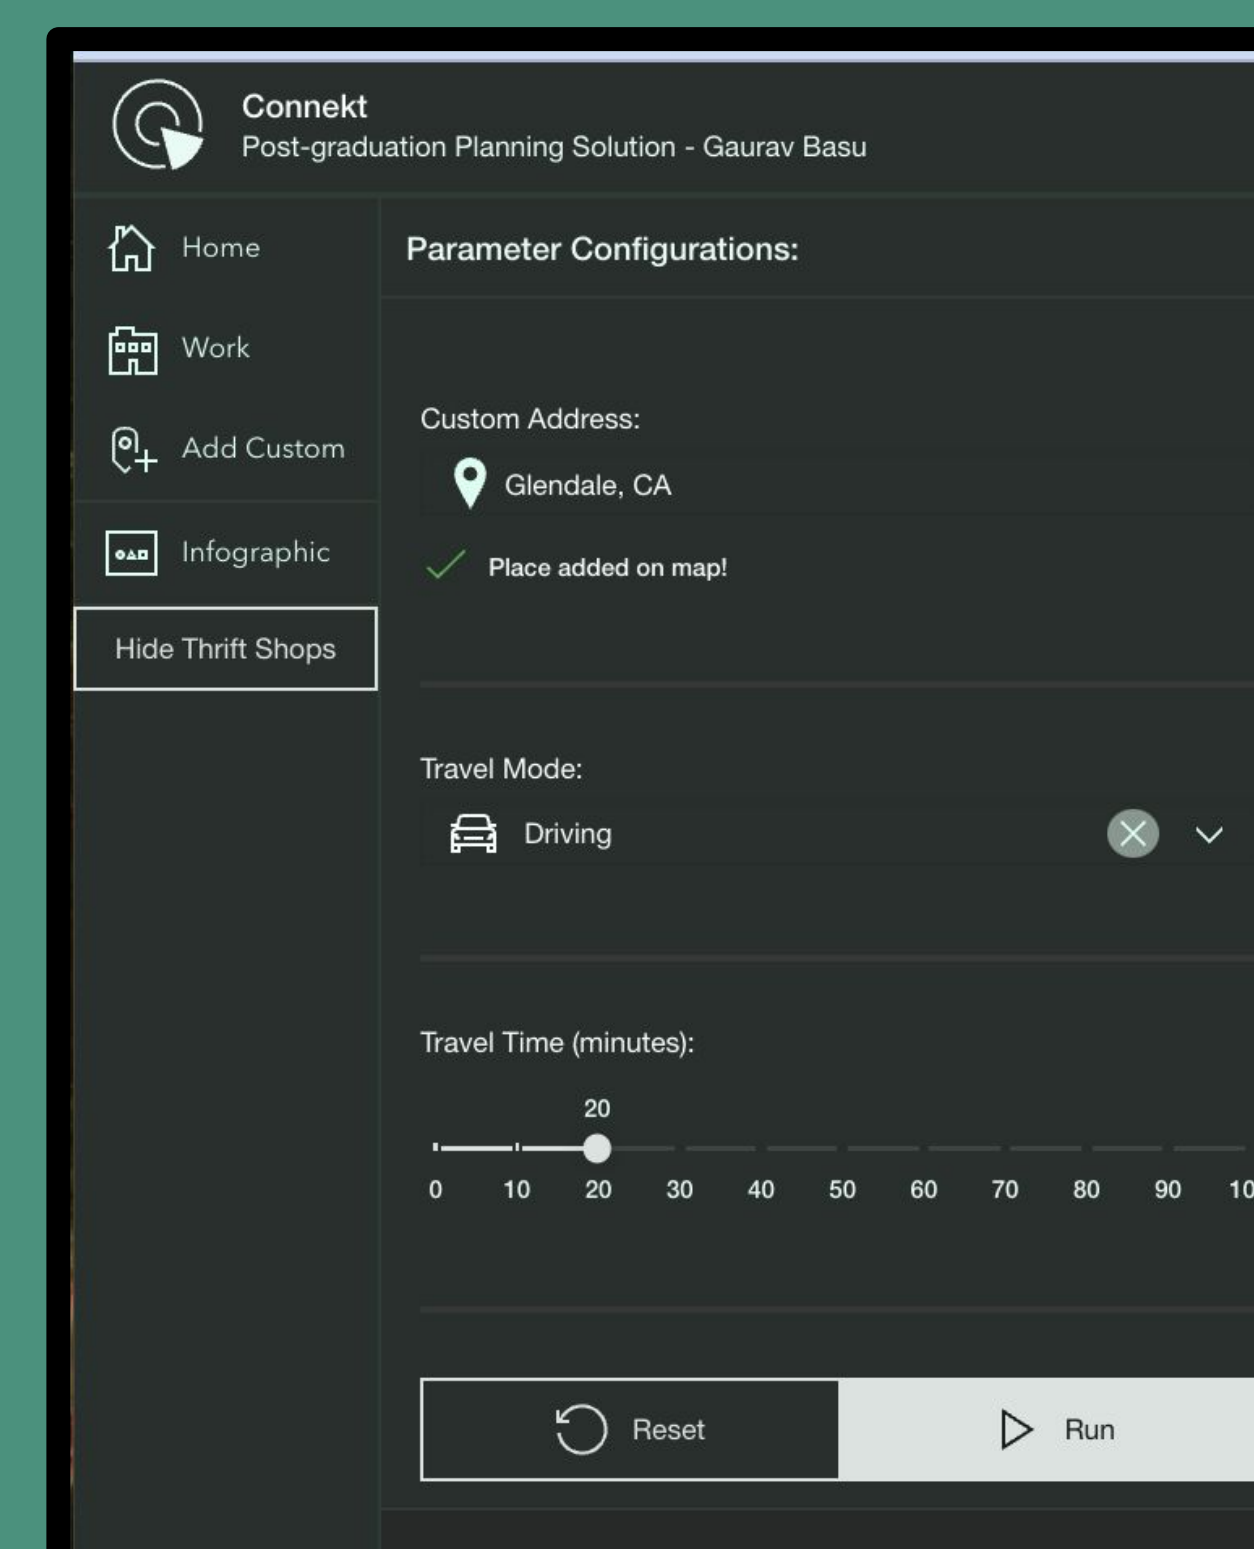 Connekt
Post-graduation Planning Solution - Gaurav Basu
Home
Work
Add Custom
Infographic
Hide Thrift Shops
Parameter Configurations:
Custom Address:
Glendale, CA
Place added on map!
Travel Mode:
Driving
Travel Time (minutes):
20
0 10 20 30 40 50 60 70 80 90 10
Reset Run